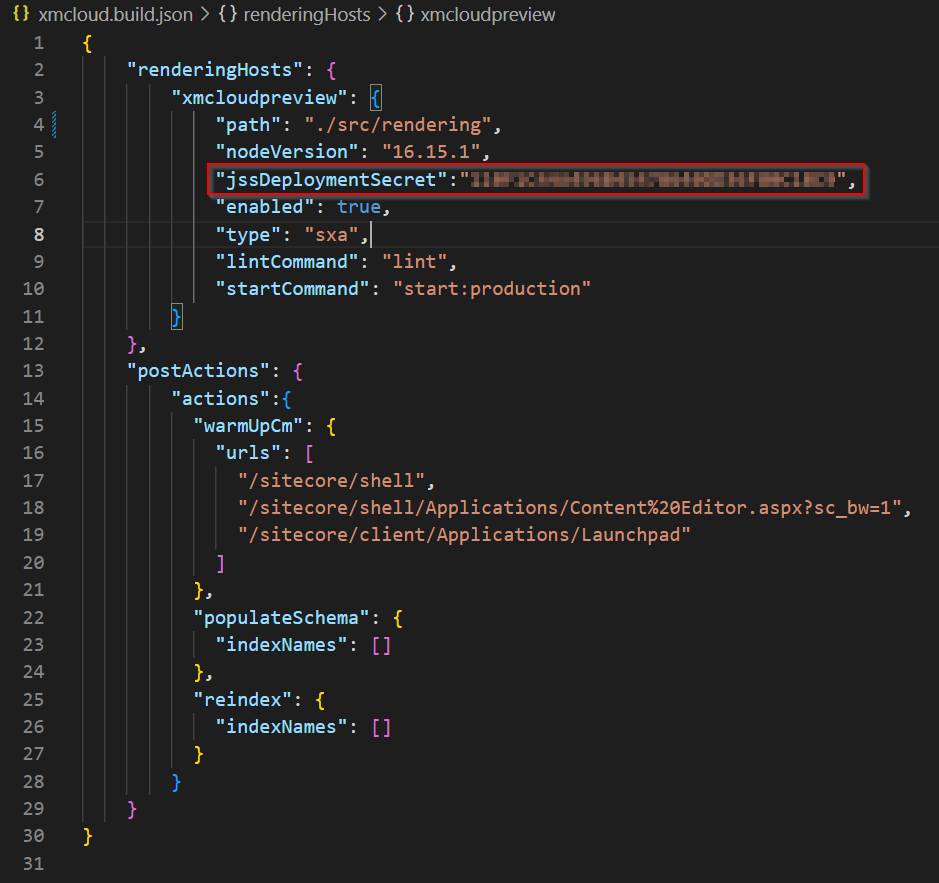 {} xmcloud.build.json > {} renderingHosts > {} xmcloudpreview
1 {
2 "renderingHosts": {
3 "xmcloudpreview": {
4 "path": "./src/rendering",
5 "nodeVersion": "16.15.1",
6 "jssDeploymentSecret":"",
7 "enabled": true,
8 "type": "sxa",
9 "lintCommand": "lint",
10 "startCommand": "start:production"
11 }
12 },
13 "postActions": {
14 "actions":{
15 "warmUpCm": {
16 "urls": [
17 "/sitecore/shell",
18 "/sitecore/shell/Applications/Content%20Editor.aspx?sc_bw=1",
19 "/sitecore/client/Applications/Launchpad"
20 ]
21 },
22 "populateSchema": {
23 "indexNames": []
24 },
25 "reindex": {
26 "indexNames": []
27 }
28 }
29 }
30 }
31